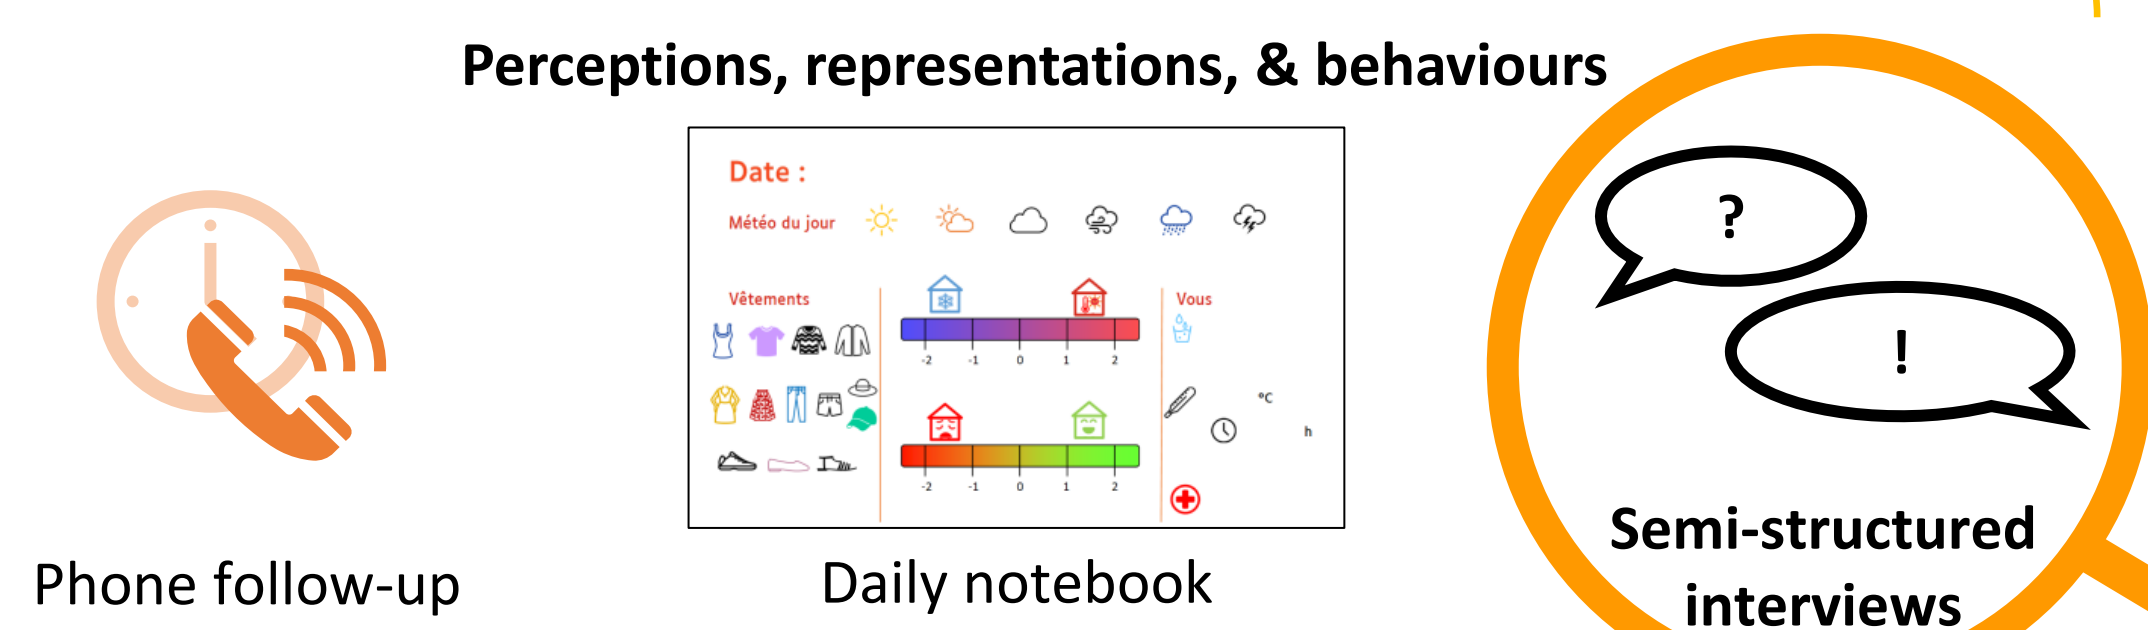 Perceptions, representations, & behaviours
Date :
Météo du jour
Vêtements
Vous
-2 -1 0 1 2
°C
h
-2 -1 0 1 2
?
!
Phone follow-up
Daily notebook
Semi-structured
interviews